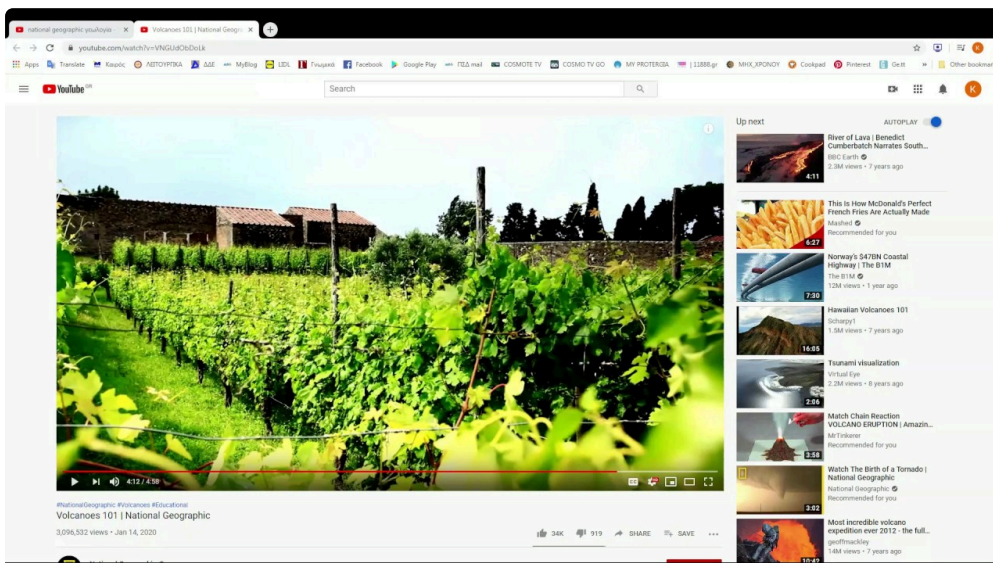 national geographic γεωλογία
Volcanoes 101 | National Geogra
youtube.com/watch?v=VNGUdObDoLk
Apps Translate Καιρός ΛΕΙΤΟΥΡΓΙΚΑ ΔΔΕ MyBlog LIDL Γνωμικά Facebook Google Play ΠΣΔ mail COSMOTE TV COSMO TV GO MY PROTERGIA 11888.gr ΜΗΧ_ΧΡΟΝΟΥ Cookpad Pinterest Ge.tt » Other bookmar
YouTube GR
Search
K
Up next
AUTOPLAY
River of Lava | Benedict
Cumberbatch Narrates South...
BBC Earth
2.3M views • 7 years ago
4:11
This Is How McDonald's Perfect
French Fries Are Actually Made
Mashed
Recommended for you
6:27
Norway's $47BN Coastal
Highway | The B1M
The B1M
12M views • 1 year ago
7:30
Hawaiian Volcanoes 101
Scharpy1
1.5M views • 7 years ago
16:05
Tsunami visualization
Virtual Eye
2.2M views • 8 years ago
2:06
Match Chain Reaction
VOLCANO ERUPTION | Amazin...
MrTinkerer
Recommended for you
3:58
Watch The Birth of a Tornado |
National Geographic
National Geographic
Recommended for you
3:02
Most incredible volcano
expedition ever 2012 - the full...
geoffmackley
14M views • 7 years ago
10:42
4:12 / 4:58
#NationalGeographic #Volcanoes #Educational
Volcanoes 101 | National Geographic
3,096,532 views • Jan 14, 2020
34K 919 SHARE SAVE